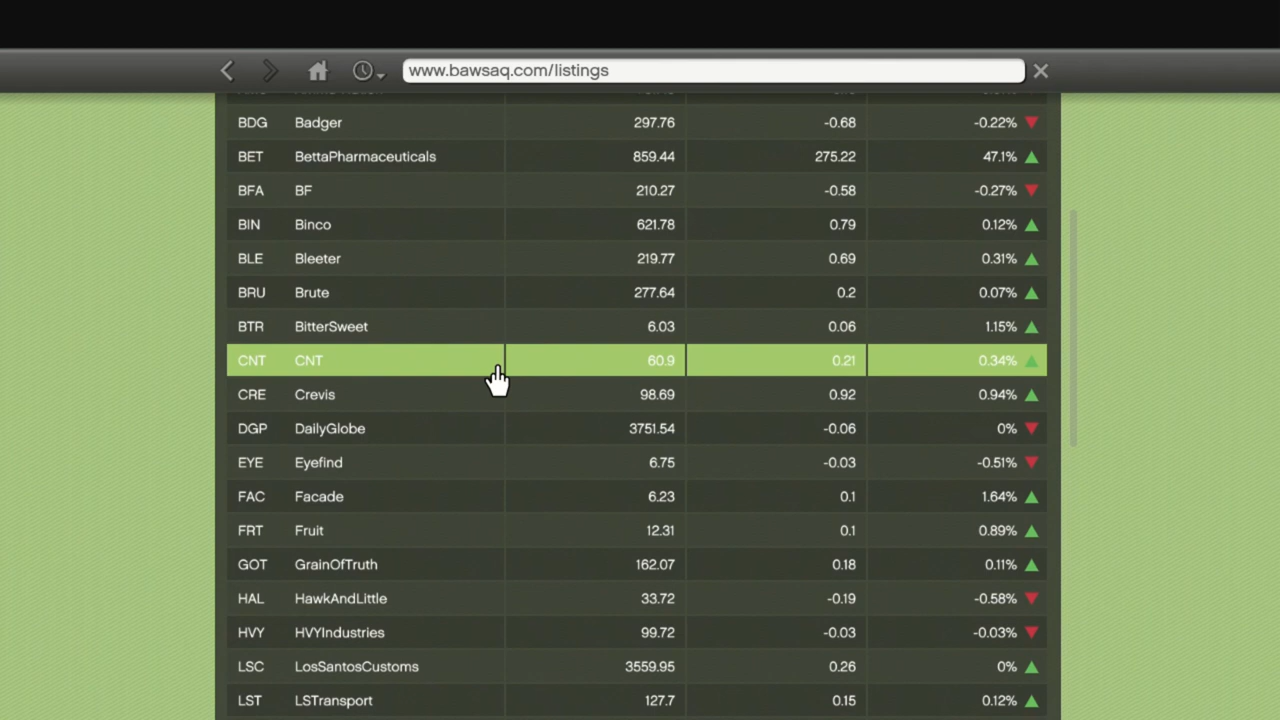 www.bawsaq.com/listings
BDG Badger 297.76 -0.68 -0.22%
BET BettaPharmaceuticals 859.44 275.22 47.1%
BFA BF 210.27 -0.58 -0.27%
BIN Binco 621.78 0.79 0.12%
BLE Bleeter 219.77 0.69 0.31%
BRU Brute 277.64 0.2 0.07%
BTR BitterSweet 6.03 0.06 1.15%
CNT CNT 60.9 0.21 0.34%
CRE Crevis 98.69 0.92 0.94%
DGP DailyGlobe 3751.54 -0.06 0%
EYE Eyefind 6.75 -0.03 -0.51%
FAC Facade 6.23 0.1 1.64%
FRT Fruit 12.31 0.1 0.89%
GOT GrainOfTruth 162.07 0.18 0.11%
HAL HawkAndLittle 33.72 -0.19 -0.58%
HVY HVYIndustries 99.72 -0.03 -0.03%
LSC LosSantosCustoms 3559.95 0.26 0%
LST LSTransport 127.7 0.15 0.12%